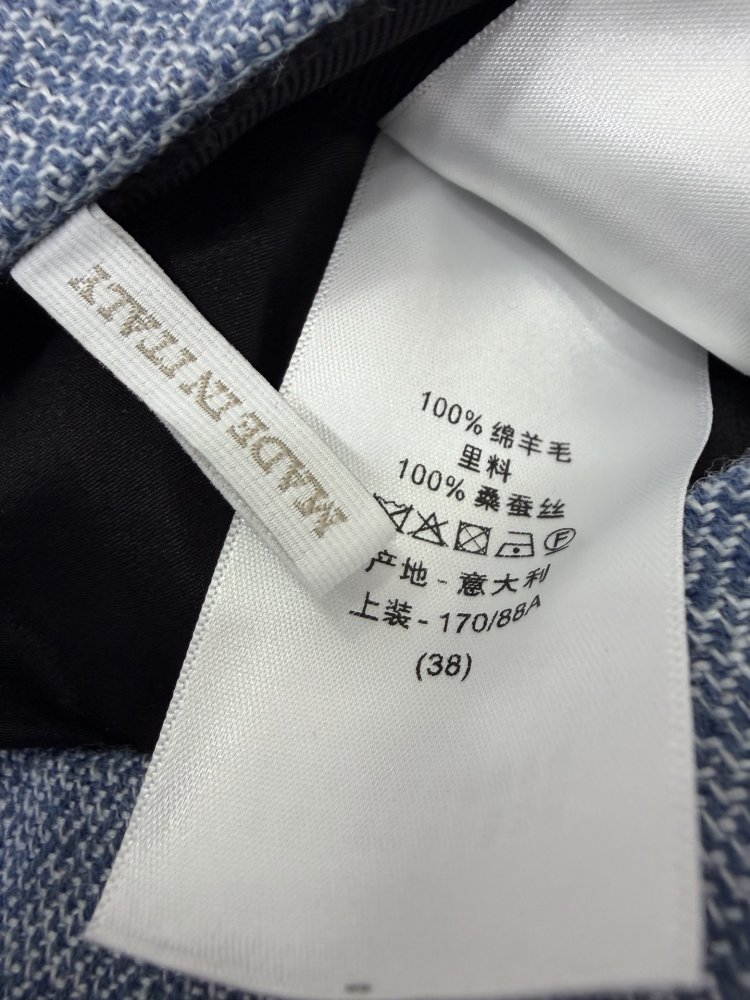 MADE IN ITALY
100% 绵羊毛
里料
100% 桑蚕丝
F
产地 - 意大利
上装 - 170/88A
(38)